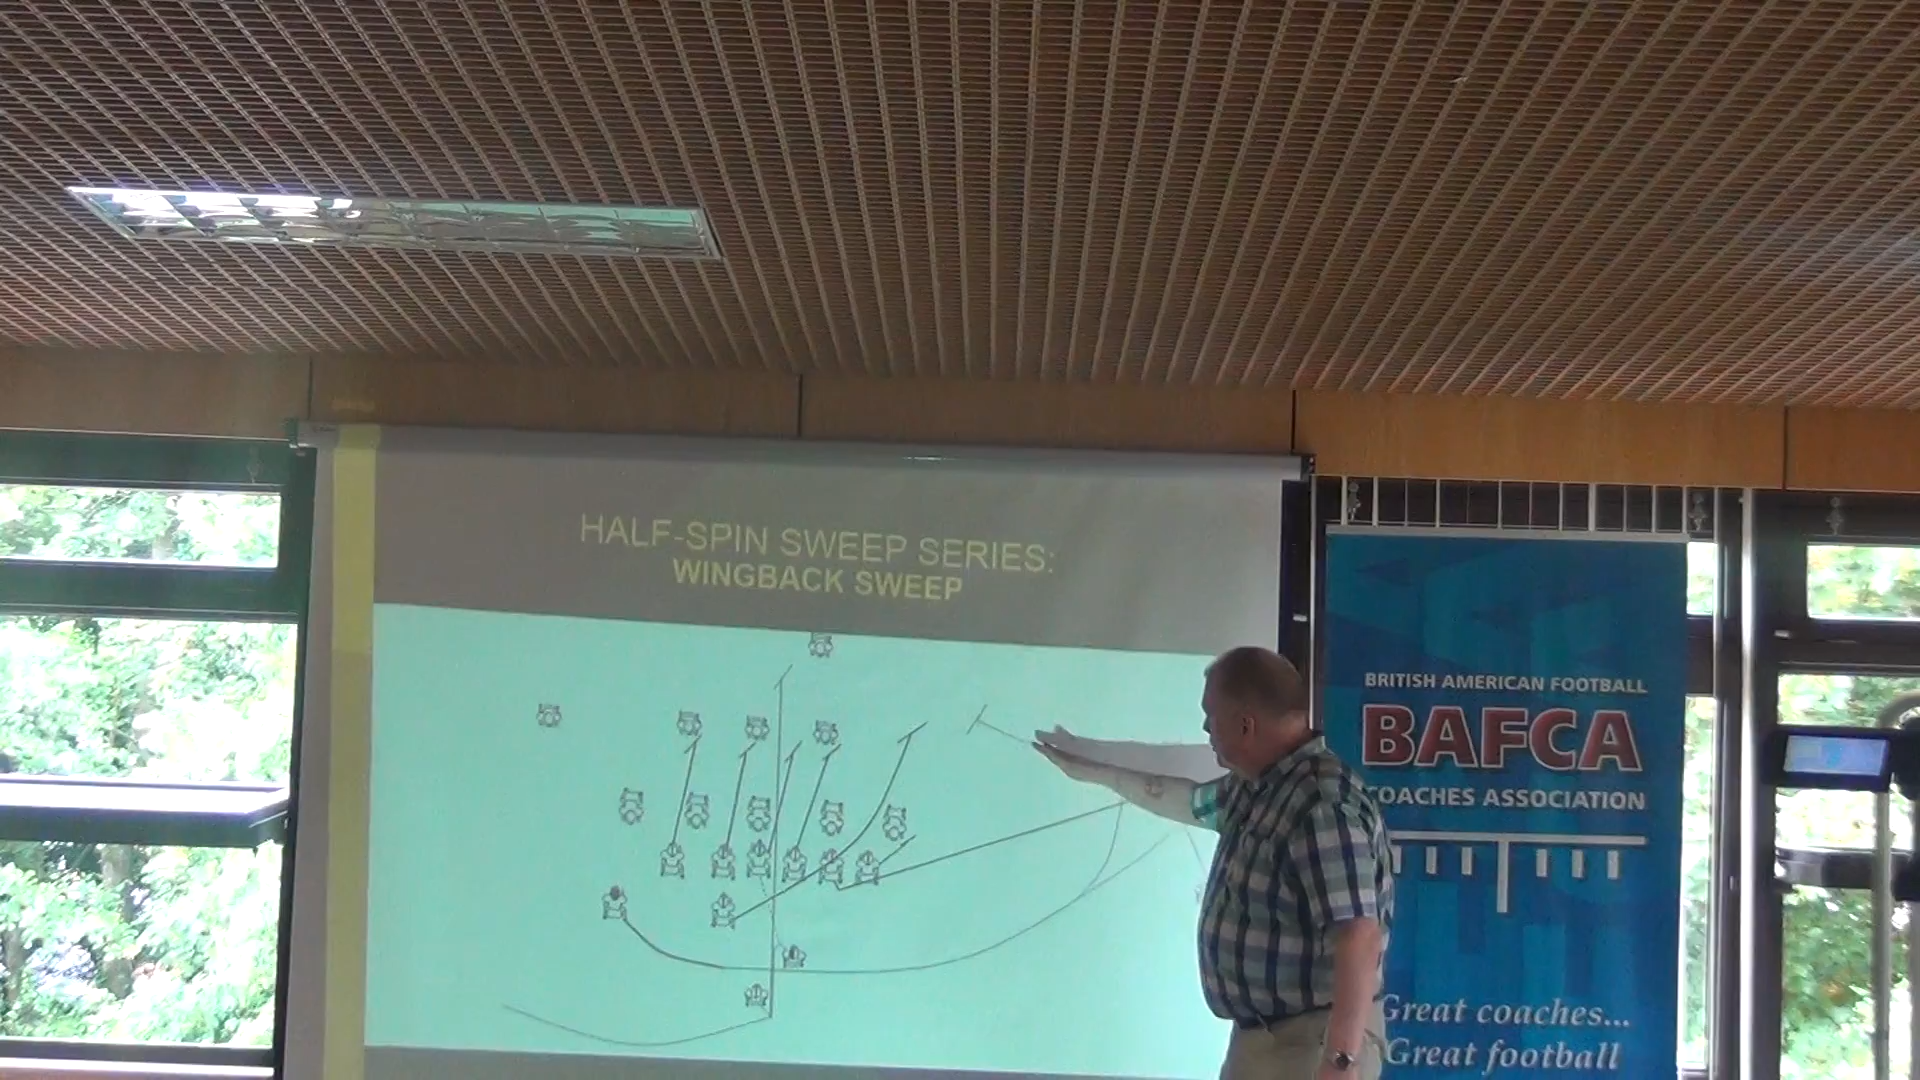 HALF-SPIN SWEEP SERIES:
WINGBACK SWEEP
BRITISH AMERICAN FOOTBALL
BAFCA
COACHES ASSOCIATION
Great coaches...
Great football